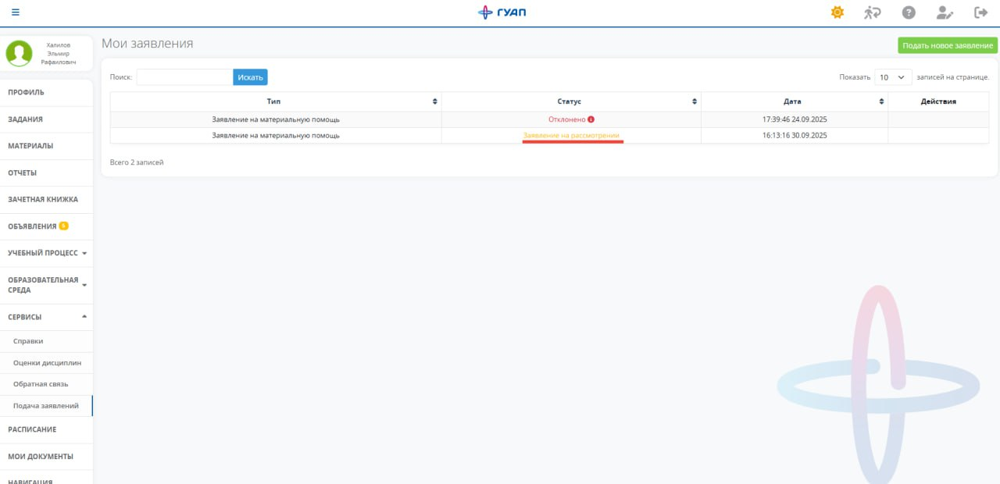 ГУАП
Халилов
Эльмир
Рафаилович
Мои заявления
Подать новое заявление
Поиск:
Искать
Показать 10 записей на странице.
Тип Статус Дата Действия
Заявление на материальную помощь Отклонено 17:39:46 24.09.2025
Заявление на материальную помощь Заявление на рассмотрении. 16:13:16 30.09.2025
Всего 2 записей
ПРОФИЛЬ
ЗАДАНИЯ
МАТЕРИАЛЫ
ОТЧЕТЫ
ЗАЧЕТНАЯ КНИЖКА
ОБЪЯВЛЕНИЯ
УЧЕБНЫЙ ПРОЦЕСС
ОБРАЗОВАТЕЛЬНАЯ
СРЕДА
СЕРВИСЫ
Справки
Оценки дисциплин
Обратная связь
Подача заявлений
РАСПИСАНИЕ
МОИ ДОКУМЕНТЫ
НАВИГАЦИЯ